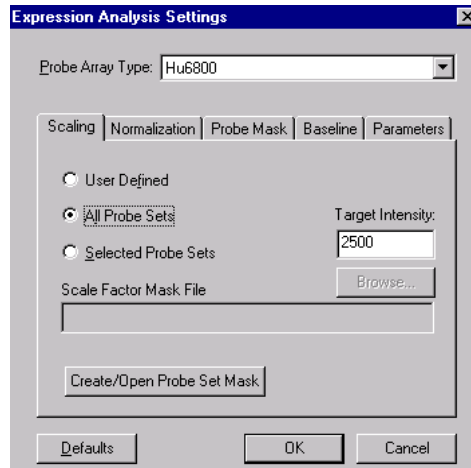 Expression Analysis Settings
Probe Array Type: Hu6800
Scaling Normalization Probe Mask Baseline Parameters
User Defined
All Probe Sets
Target Intensity:
Selected Probe Sets
2500
Scale Factor Mask File
Browse...
Create/Open Probe Set Mask
Defaults OK Cancel